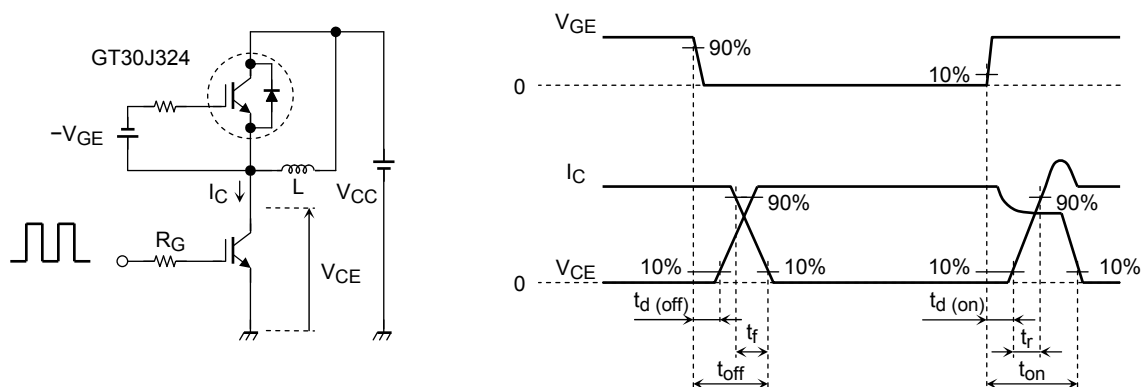 GT30J324
−VGE
IC
L
VCC
RG
VCE
VGE
90%
0
10%
IC
90%
90%
VCE
10%
10%
10%
10%
0
td (off)
td (on)
tf
tr
toff
ton